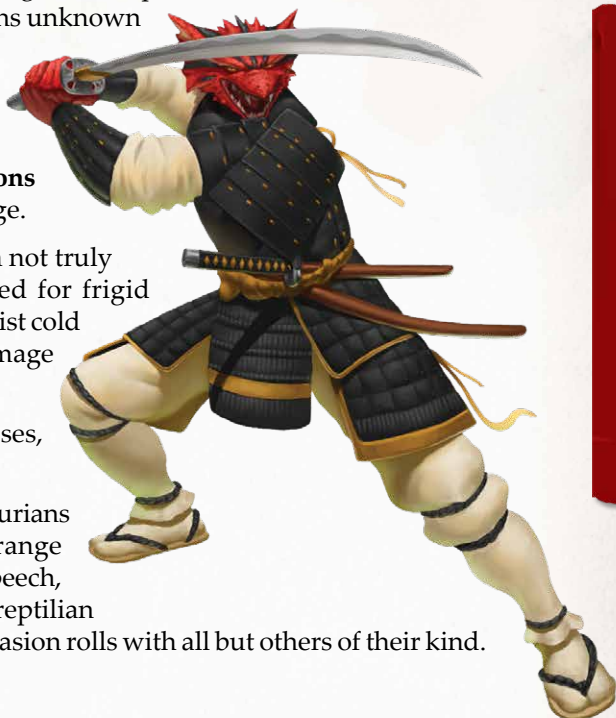 ns unknown
ons
ge.
not truly
ed for frigid
ist cold
mage
ses,
urians
range
peech,
reptilian
asion rolls with all but others of their kind.